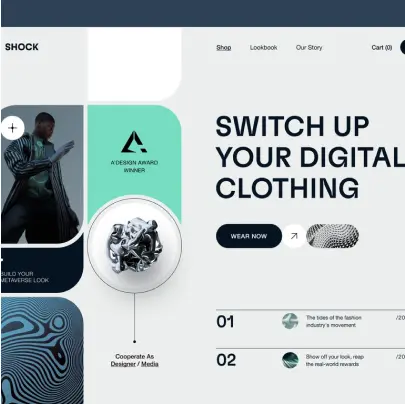 SHOCK
Shop
Lookbook
Our Story
Cart (0)
A'DESIGN AWARD
WINNER
SWITCH UP
YOUR DIGITAL
CLOTHING
WEAR NOW
BUILD YOUR
METAVERSE LOOK
01
The tides of the fashion
industry's movement
/20
02
Show off your look, reap
the real-world rewards
/20
Cooperate As
Designer / Media